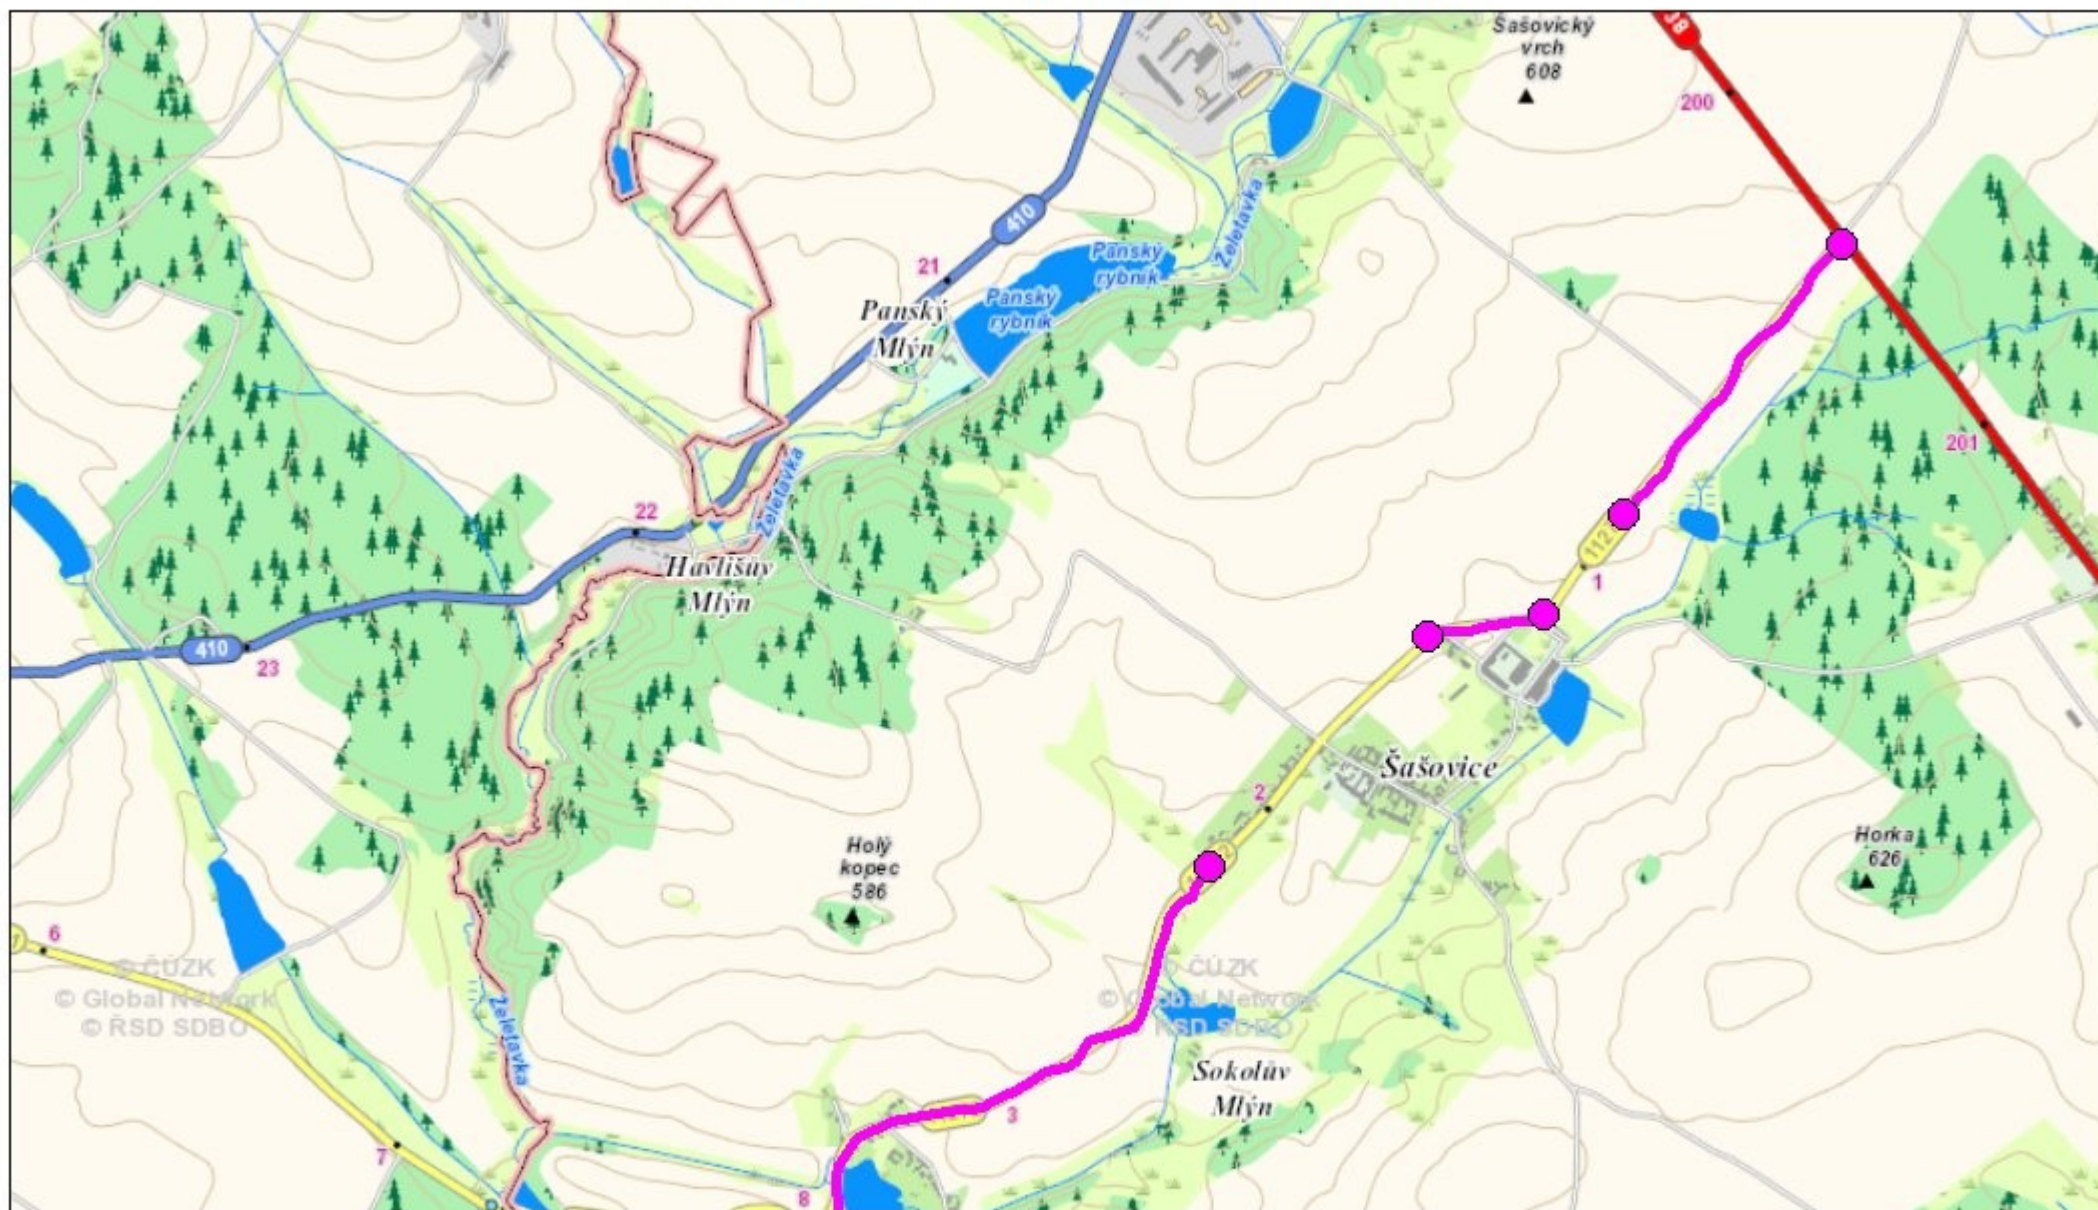 Šašovický
vrch
608
38
200
410
21
Panský
rybník
Panský
rybník
Želetavka
Panský
Mlýn
201
22
Želetavka
Havlišův
Mlýn
112
1
410
23
Šašovice
2
Holý
kopec
586
Horka
626
6
© ČÚZK
© Global Network
© ŘSD SDBO
© ČÚZK
© Global Network
ŘSD SDBO
Želetavka
Sokolův
Mlýn
3
7
8